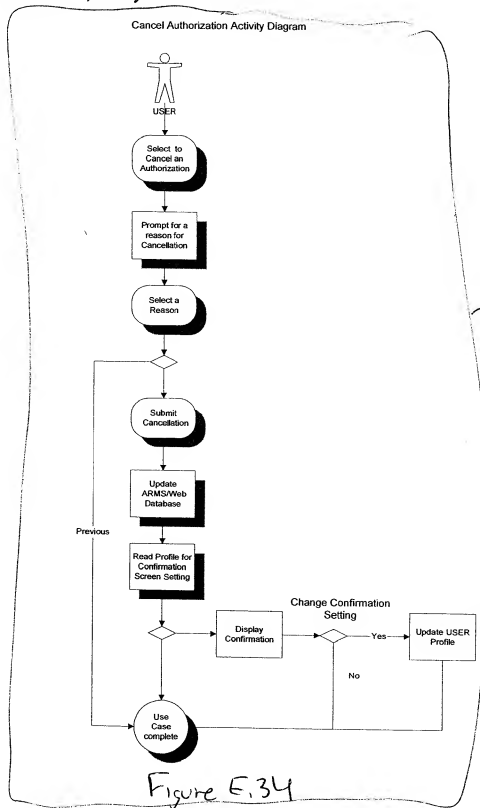 Cancel Authorization Activity Diagram
USER
Select to
Cancel an
Authorization
Prompt for a
reason for
Cancellation
Select a
Reason
Submit
Cancellation
Update
ARMS/Web
Database
Previous
Read Profile for
Confirmation
Screen Setting
Change Confirmation
Setting
Display
Confirmation
Yes
Update USER
Profile
No
Use
Case
complete
Figure E.34